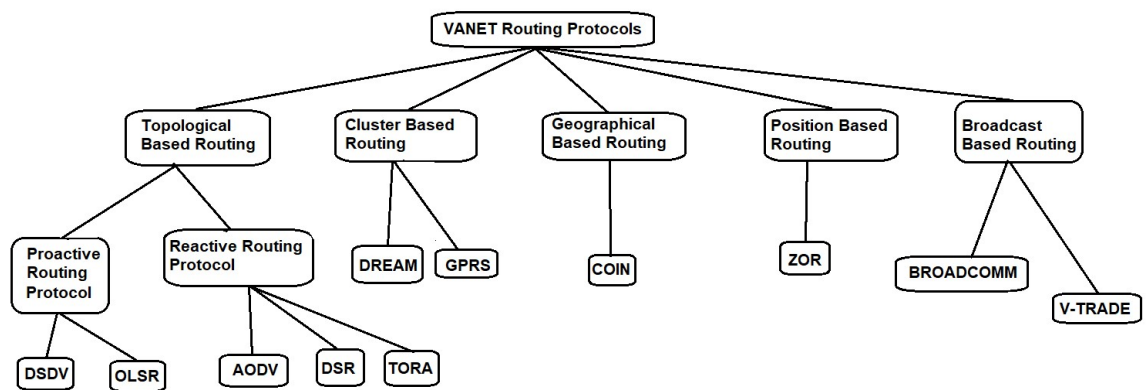 VANET Routing Protocols
Topological
Based Routing
Cluster Based
Routing
Geographical
Based Routing
Position Based
Routing
Broadcast
Based Routing
Proactive
Routing
Protocol
Reactive Routing
Protocol
DREAM
GPRS
COIN
ZOR
BROADCOMM
V-TRADE
DSDV
OLSR
AODV
DSR
TORA